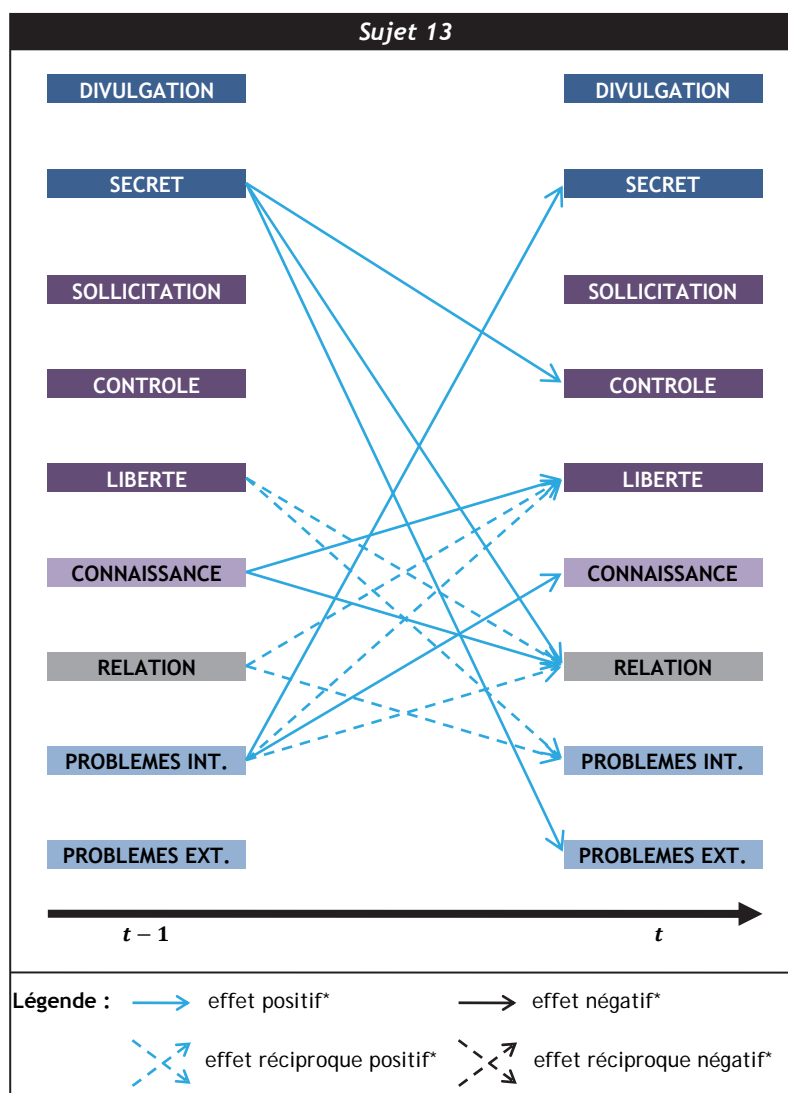 Sujet 13
DIVULGATION DIVULGATION
SECRET SECRET
SOLLICITATION SOLLICITATION
CONTROLE CONTROLE
LIBERTE LIBERTE
CONNAISSANCE CONNAISSANCE
RELATION RELATION
PROBLEMES INT. PROBLEMES INT.
PROBLEMES EXT. PROBLEMES EXT.
t − 1 t
Légende : effet positif* effet négatif*
effet réciproque positif* effet réciproque négatif*